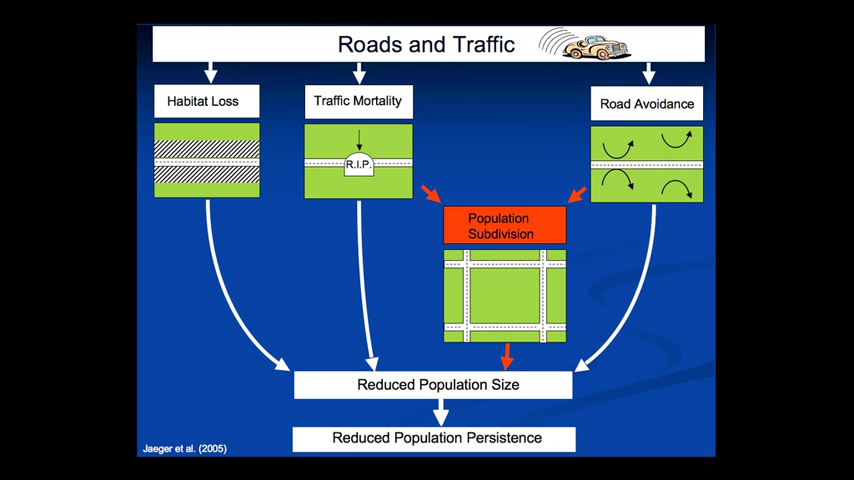 Roads and Traffic
Habitat Loss
Traffic Mortality
Road Avoidance
R.I.P.
Population
Subdivision
Reduced Population Size
Reduced Population Persistence
Jaeger et al. (2005)